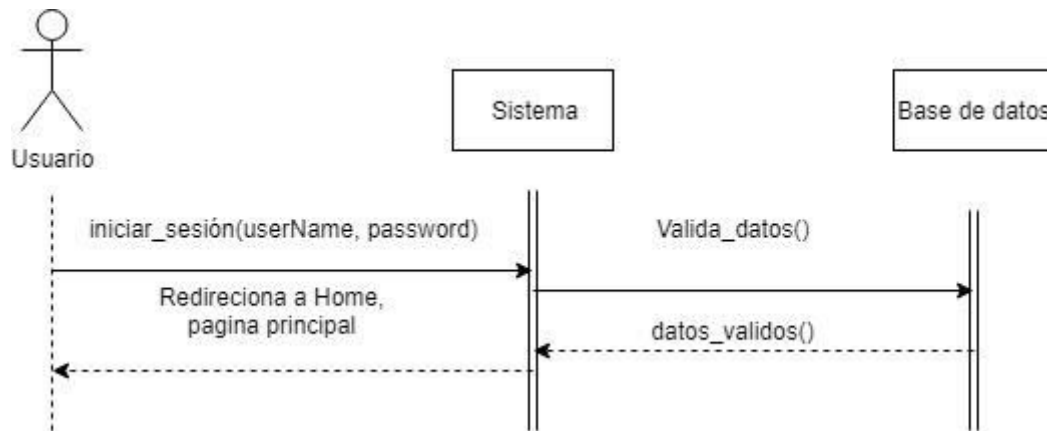 Sistema
Base de datos
Usuario
iniciar_sesión(userName, password)
Valida_datos()
Redireciona a Home,
pagina principal
datos_validos()